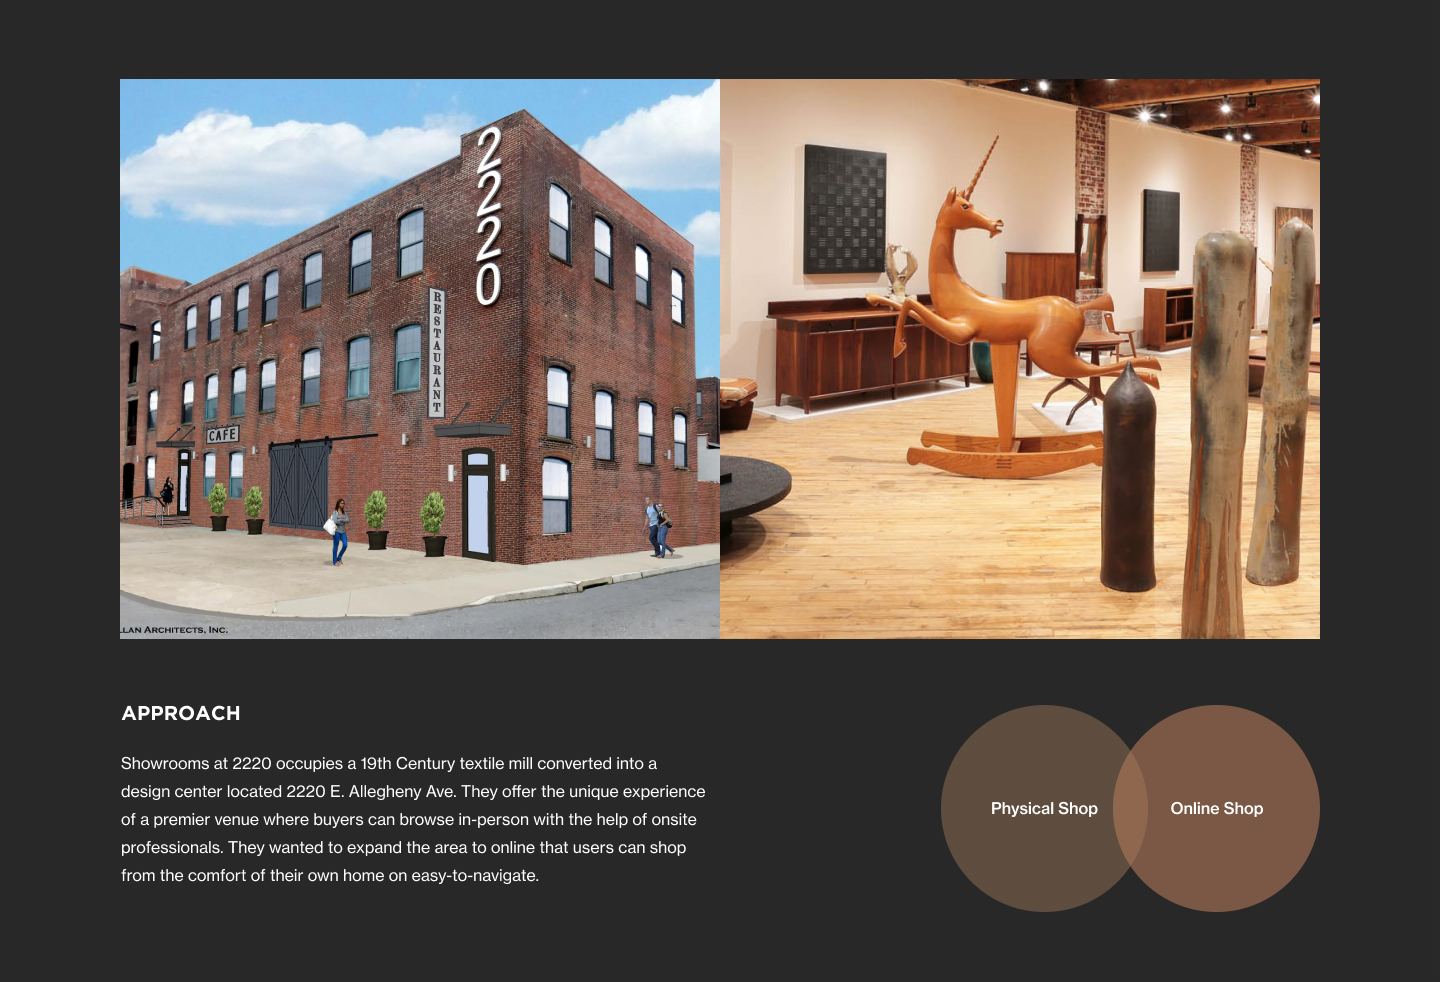 2220
RESTAURANT
CAFE
LLAN ARCHITECTS, INC.
APPROACH
Showrooms at 2220 occupies a 19th Century textile mill converted into a
design center located 2220 E. Allegheny Ave. They offer the unique experience
of a premier venue where buyers can browse in-person with the help of onsite
professionals. They wanted to expand the area to online that users can shop
from the comfort of their own home on easy-to-navigate.
Physical Shop
Online Shop